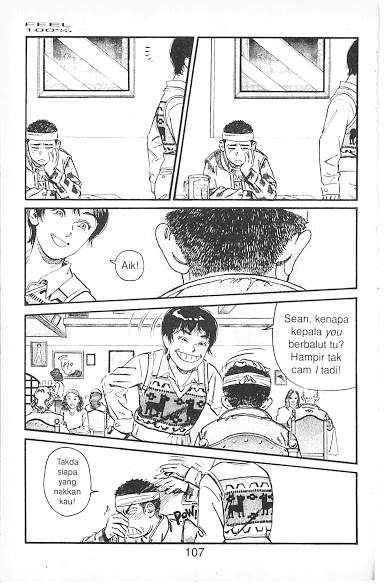 FEEL
100%
Aik!
Sean, kenapa
kepala you
berbalut tu?
Hampir tak
cam I tadi!
Takda
siapa
yang
nakkan
kau!
POW!
107